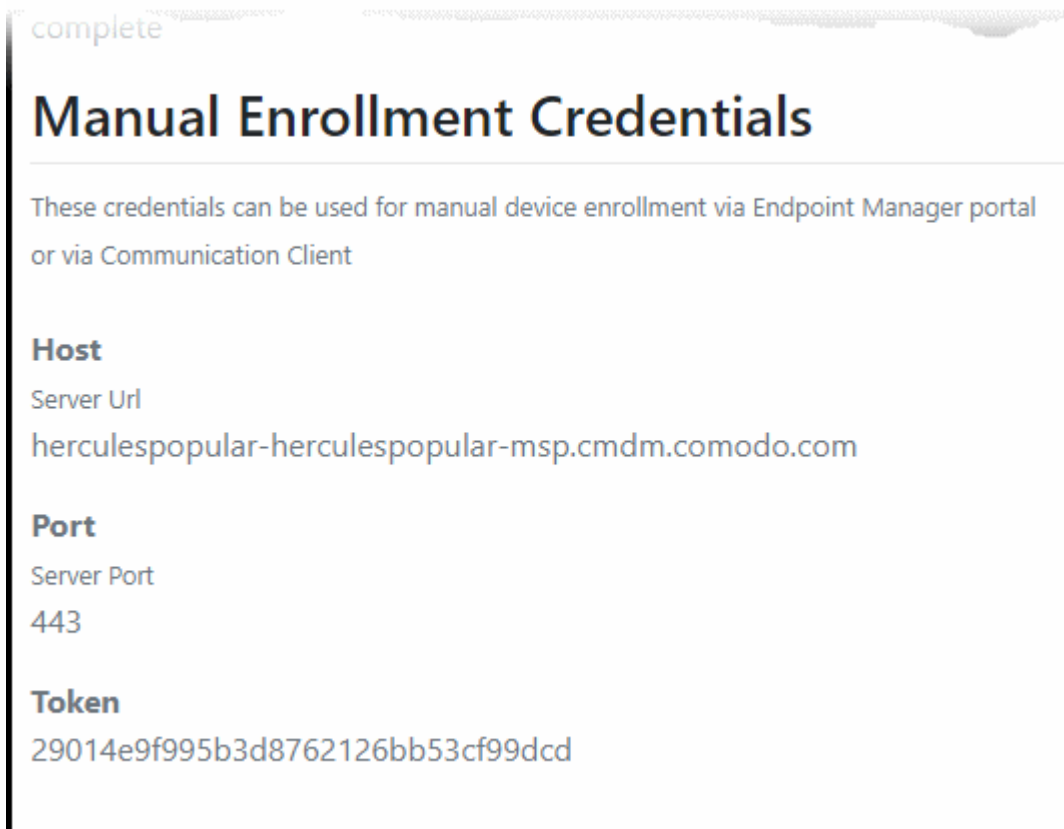 complete
Manual Enrollment Credentials
These credentials can be used for manual device enrollment via Endpoint Manager portal
or via Communication Client
Host
Server Url
herculespopular-herculespopular-msp.cmdm.comodo.com
Port
Server Port
443
Token
29014e9f995b3d8762126bb53cf99dcd